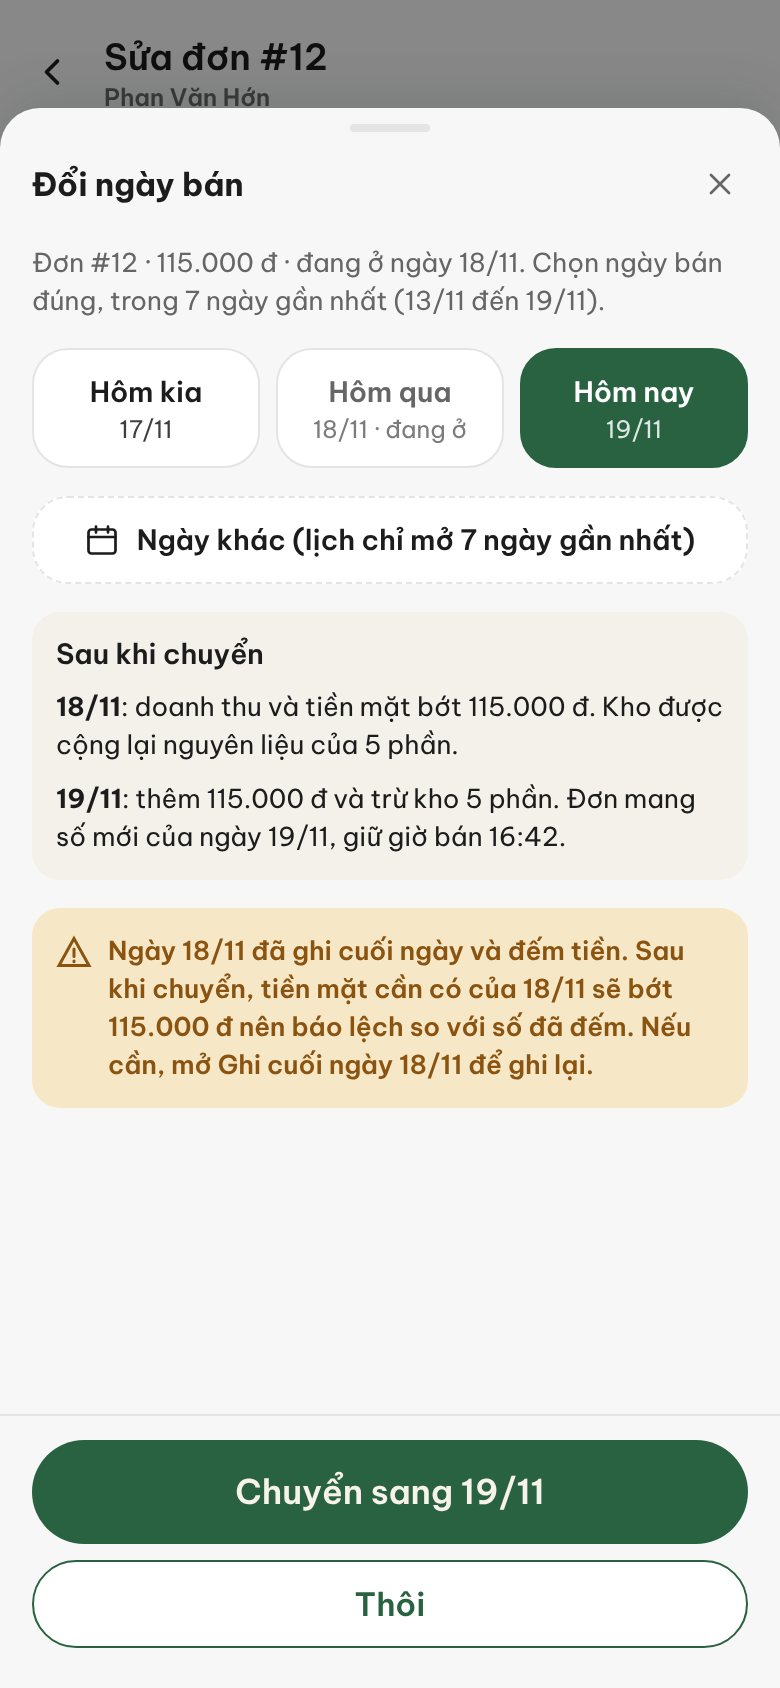 Sửa đơn #12
Phan Văn Hớn
Đổi ngày bán
Đơn #12 · 115.000 đ · đang ở ngày 18/11. Chọn ngày bán
đúng, trong 7 ngày gần nhất (13/11 đến 19/11).
Hôm kia
17/11
Hôm qua
18/11 · đang ở
Hôm nay
19/11
Ngày khác (lịch chỉ mở 7 ngày gần nhất)
Sau khi chuyển
18/11: doanh thu và tiền mặt bớt 115.000 đ. Kho được
cộng lại nguyên liệu của 5 phần.
19/11: thêm 115.000 đ và trừ kho 5 phần. Đơn mang
số mới của ngày 19/11, giữ giờ bán 16:42.
Ngày 18/11 đã ghi cuối ngày và đếm tiền. Sau
khi chuyển, tiền mặt cần có của 18/11 sẽ bớt
115.000 đ nên báo lệch so với số đã đếm. Nếu
cần, mở Ghi cuối ngày 18/11 để ghi lại.
Chuyển sang 19/11
Thôi